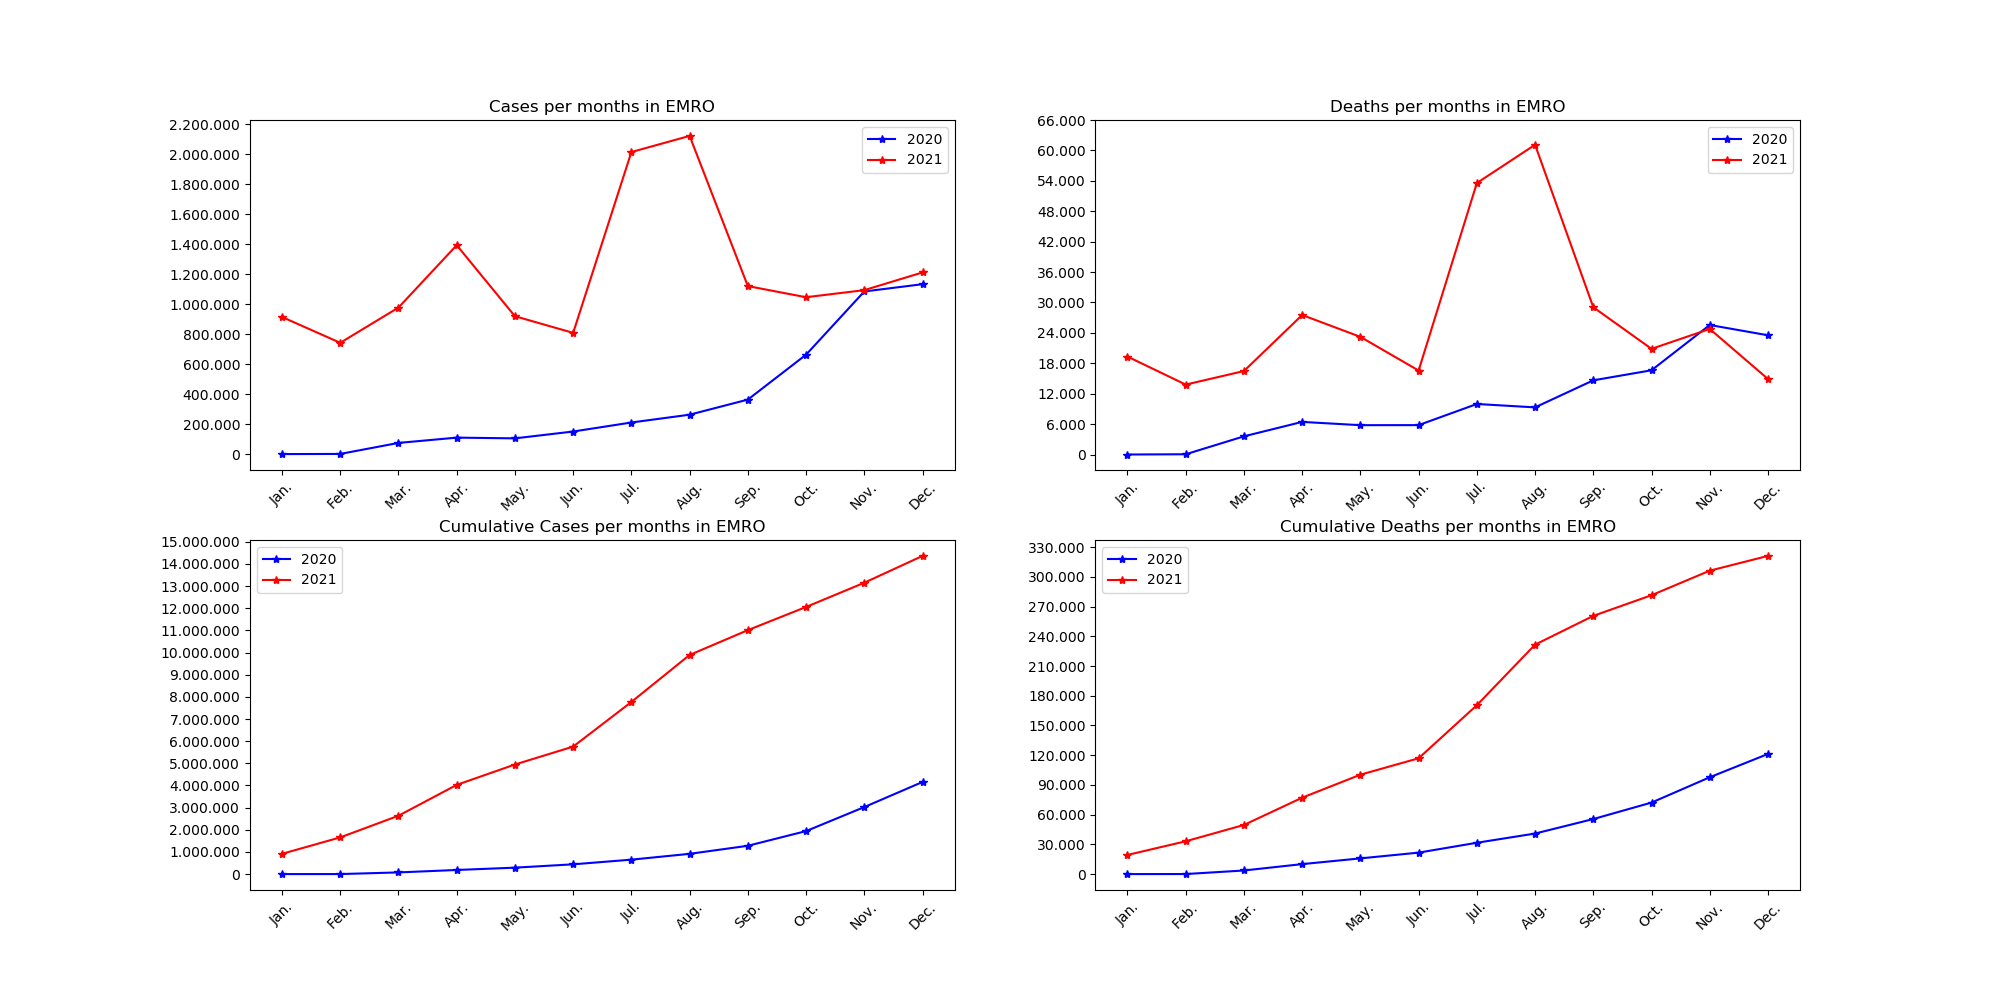 Cases per months in EMRO
2.200.000
2.000.000
1.800.000
1.600.000
1.400.000
1.200.000
1.000.000
800.000
600.000
400.000
200.000
0
2020
2021
Jan.
Feb.
Mar.
Apr.
May.
Jun.
Jul.
Aug.
Sep.
Oct.
Nov.
Dec.
Deaths per months in EMRO
66.000
60.000
54.000
48.000
42.000
36.000
30.000
24.000
18.000
12.000
6.000
0
2020
2021
Jan.
Feb.
Mar.
Apr.
May.
Jun.
Jul.
Aug.
Sep.
Oct.
Nov.
Dec.
Cumulative Cases per months in EMRO
15.000.000
14.000.000
13.000.000
12.000.000
11.000.000
10.000.000
9.000.000
8.000.000
7.000.000
6.000.000
5.000.000
4.000.000
3.000.000
2.000.000
1.000.000
0
2020
2021
Jan.
Feb.
Mar.
Apr.
May.
Jun.
Jul.
Aug.
Sep.
Oct.
Nov.
Dec.
Cumulative Deaths per months in EMRO
330.000
300.000
270.000
240.000
210.000
180.000
150.000
120.000
90.000
60.000
30.000
0
2020
2021
Jan.
Feb.
Mar.
Apr.
May.
Jun.
Jul.
Aug.
Sep.
Oct.
Nov.
Dec.